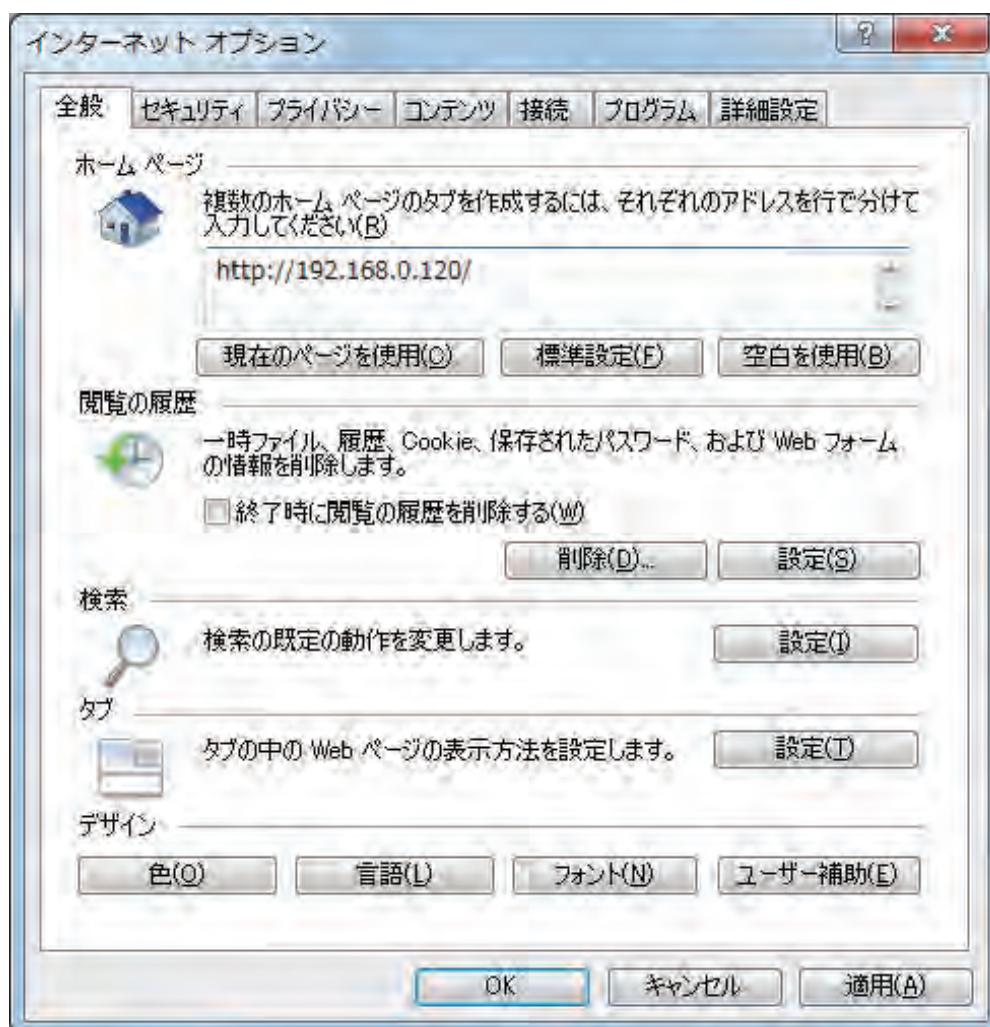 インターネット オプション
全般 セキュリティ プライバシー コンテンツ 接続 プログラム 詳細設定
ホーム ページ
複数のホーム ページのタブを作成するには、それぞれのアドレスを行で分けて
入力してください(R)
http://192.168.0.120/
現在のページを使用(C) 標準設定(F) 空白を使用(B)
閲覧の履歴
一時ファイル、履歴、Cookie、保存されたパスワード、および Web フォーム
の情報を削除します。
終了時に閲覧の履歴を削除する(W)
削除(D)... 設定(S)
検索
検索の既定の動作を変更します。 設定(I)
タブ
タブの中の Web ページの表示方法を設定します。 設定(T)
デザイン
色(O) 言語(L) フォント(N) ユーザー補助(E)
OK キャンセル 適用(A)